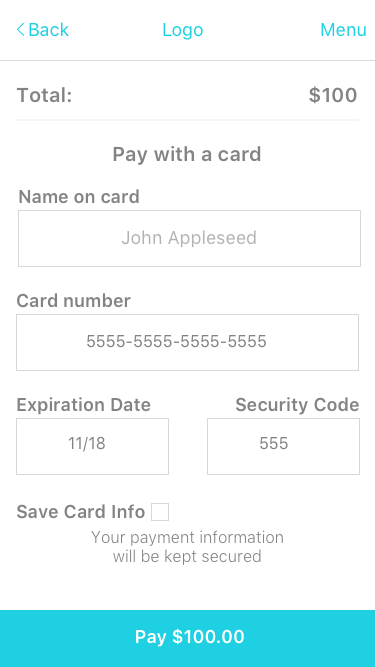 Back Logo Menu
Total: $100
Pay with a card
Name on card
John Appleseed
Card number
5555-5555-5555-5555
Expiration Date Security Code
11/18 555
Save Card Info
Your payment information
will be kept secured
Pay $100.00